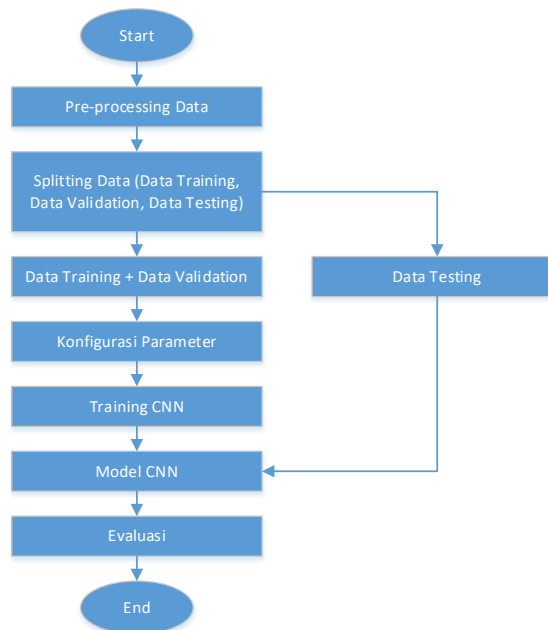 Start
Pre-processing Data
Splitting Data (Data Training,
Data Validation, Data Testing)
Data Training + Data Validation
Data Testing
Konfigurasi Parameter
Training CNN
Model CNN
Evaluasi
End